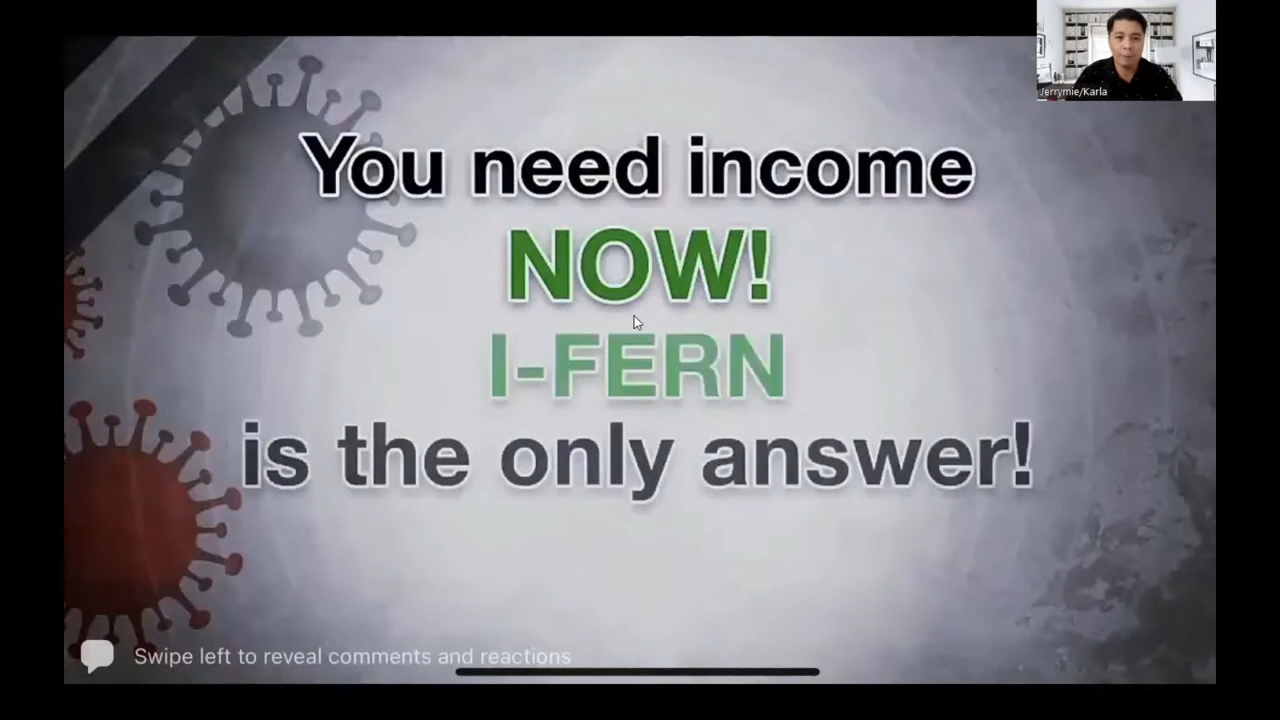 Jerrymie/Karla
You need income
NOW!
I-FERN
is the only answer!
Swipe left to reveal comments and reactions